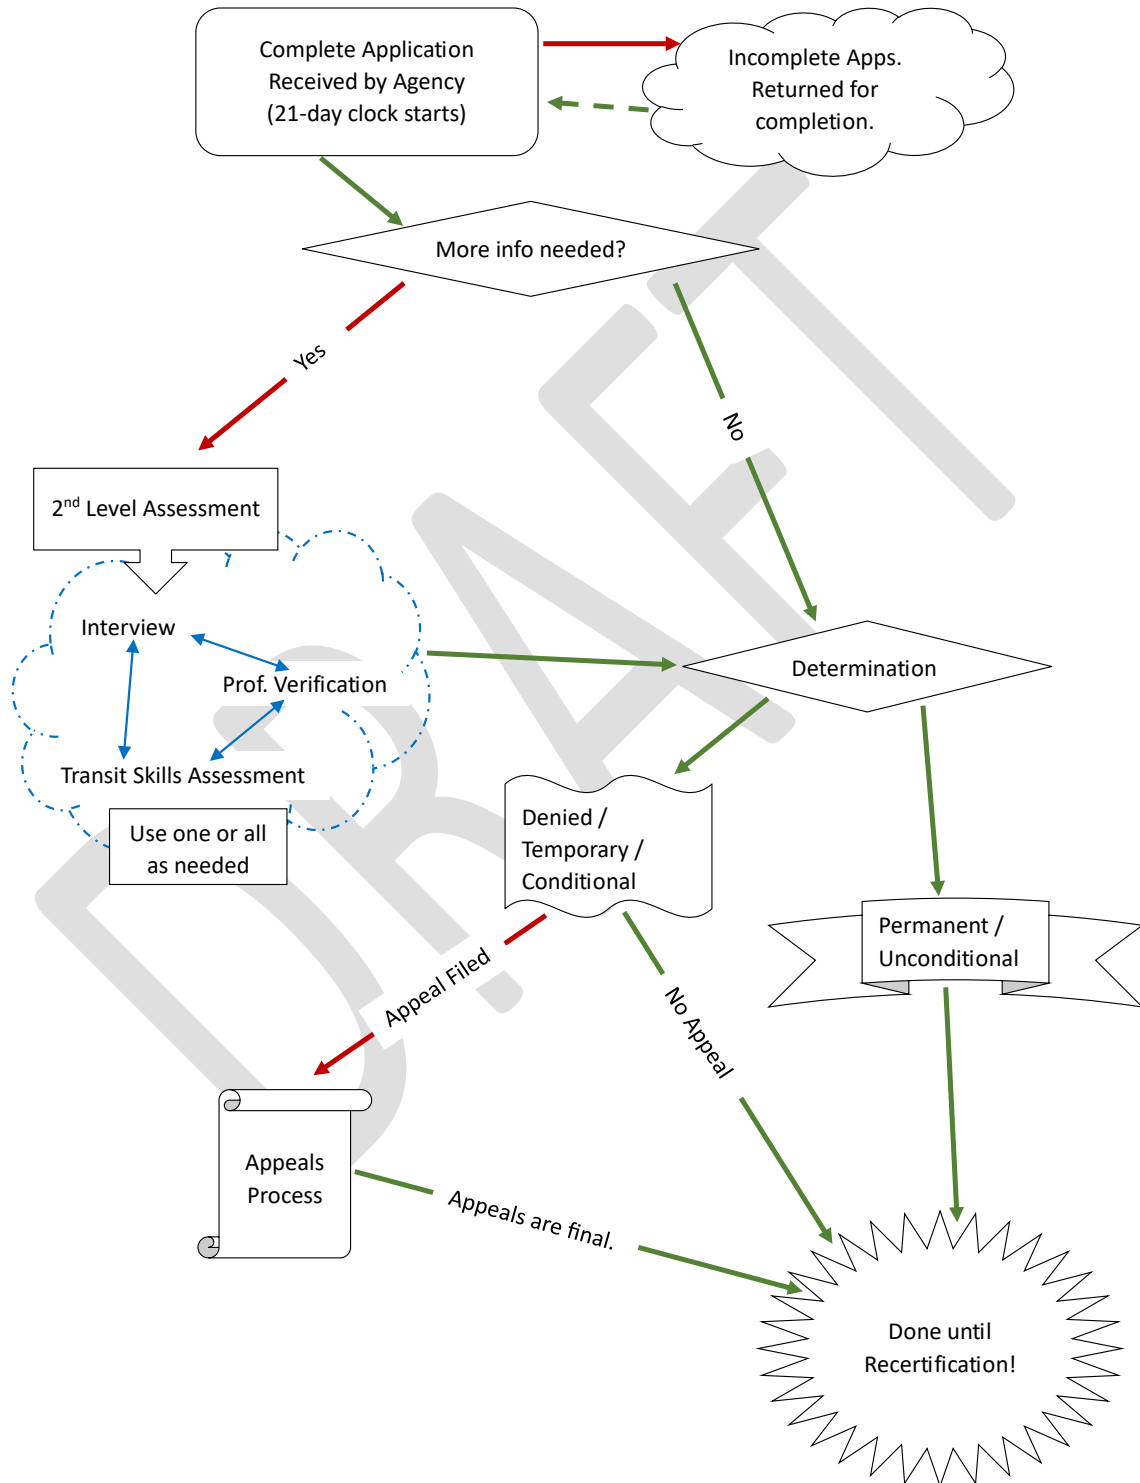 Complete Application
Received by Agency
(21-day clock starts)
Incomplete Apps.
Returned for
completion.
More info needed?
Yes
No
2nd Level Assessment
Interview
Prof. Verification
Transit Skills Assessment
Use one or all
as needed
Determination
Denied /
Temporary /
Conditional
Permanent /
Unconditional
Appeal Filed
No Appeal
Appeals
Process
Appeals are final.
Done until
Recertification!
DRAFT